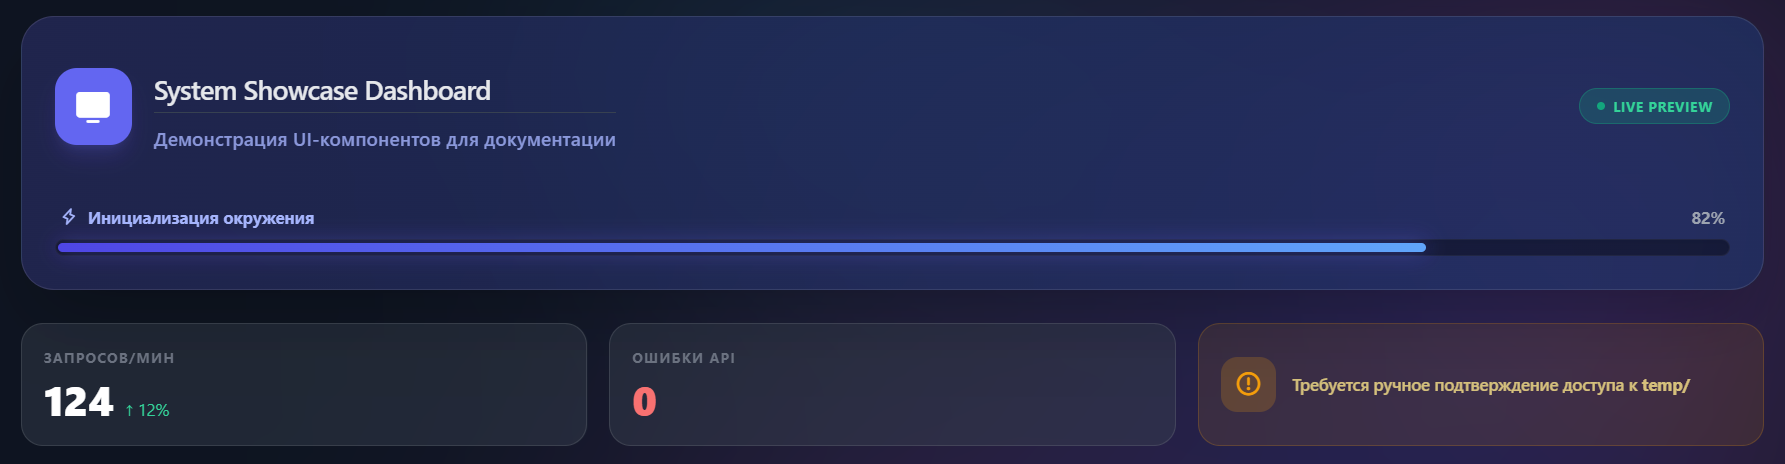 System Showcase Dashboard
Демонстрация UI-компонентов для документации
LIVE PREVIEW
Инициализация окружения
82%
ЗАПРОСОВ/МИН
124 ↑ 12%
ОШИБКИ API
0
Требуется ручное подтверждение доступа к temp/